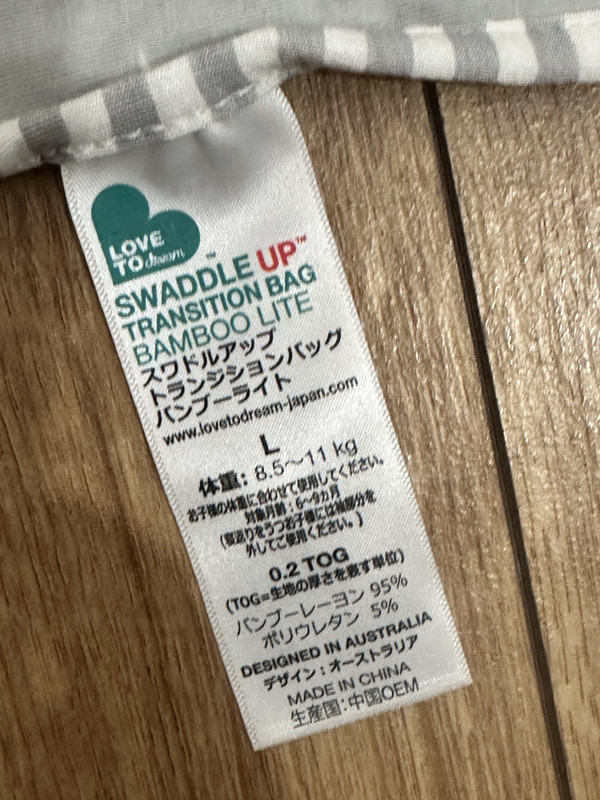 LOVE
TO dream™
SWADDLE UP™
TRANSITION BAG
BAMBOO LITE
スワドルアップ
トランジションバッグ
バンブーライト
www.lovetodream-japan.com
L
体重: 8.5〜11 kg
お子様の体重に合わせて使用してください。
対象月齢:6〜9カ月
(寝返りをうつお子様には袖部分を
外してご使用ください。)
0.2 TOG
(TOG=生地の厚さを表す単位)
バンブーレーヨン 95%
ポリウレタン 5%
DESIGNED IN AUSTRALIA
デザイン:オーストラリア
MADE IN CHINA
生産国:中国OEM